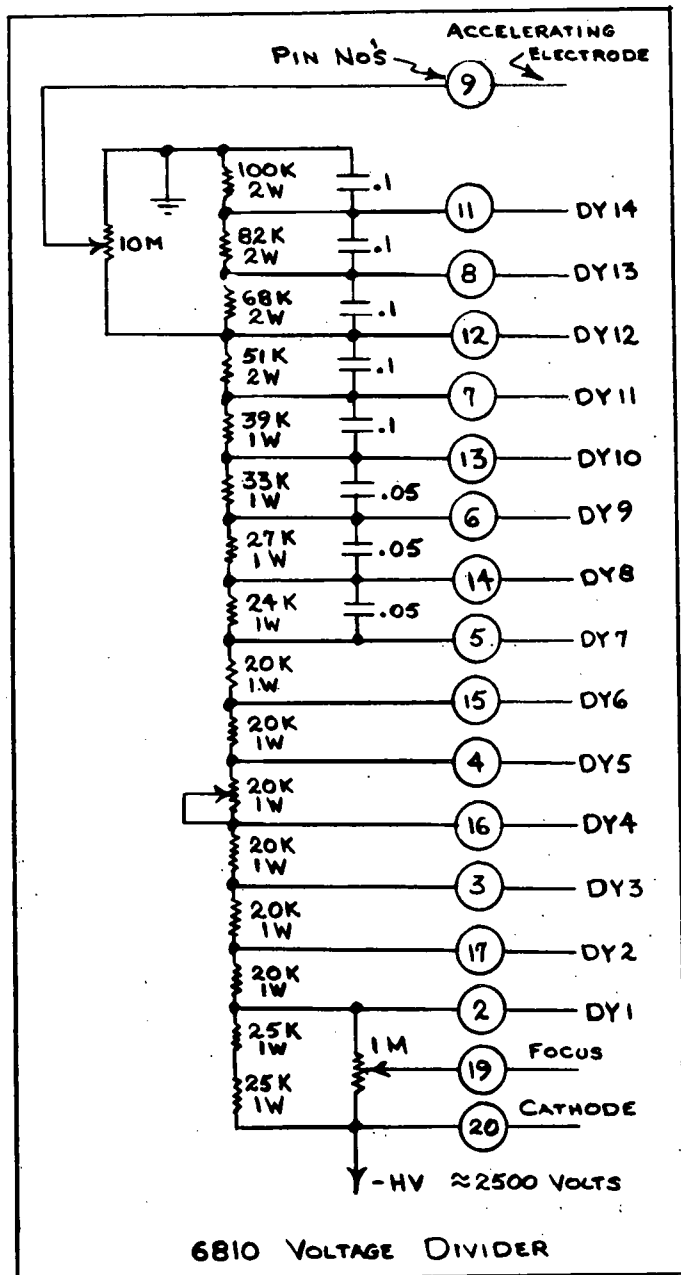 PIN NO'S
ACCELERATING
ELECTRODE
9
100K
2W
.1
11
DY14
10M
82K
2W
.1
8
DY13
68K
2W
.1
12
DY12
51K
2W
.1
7
DY11
39K
1W
.1
13
DY10
33K
1W
.05
6
DY9
27K
1W
.05
14
DY8
24K
1W
.05
5
DY7
20K
1W
15
DY6
20K
1W
4
DY5
20K
1W
16
DY4
20K
1W
3
DY3
20K
1W
17
DY2
20K
1W
2
DY1
25K
1W
1M
19
FOCUS
25K
1W
20
CATHODE
-HV ≈2500 VOLTS
6810 VOLTAGE DIVIDER